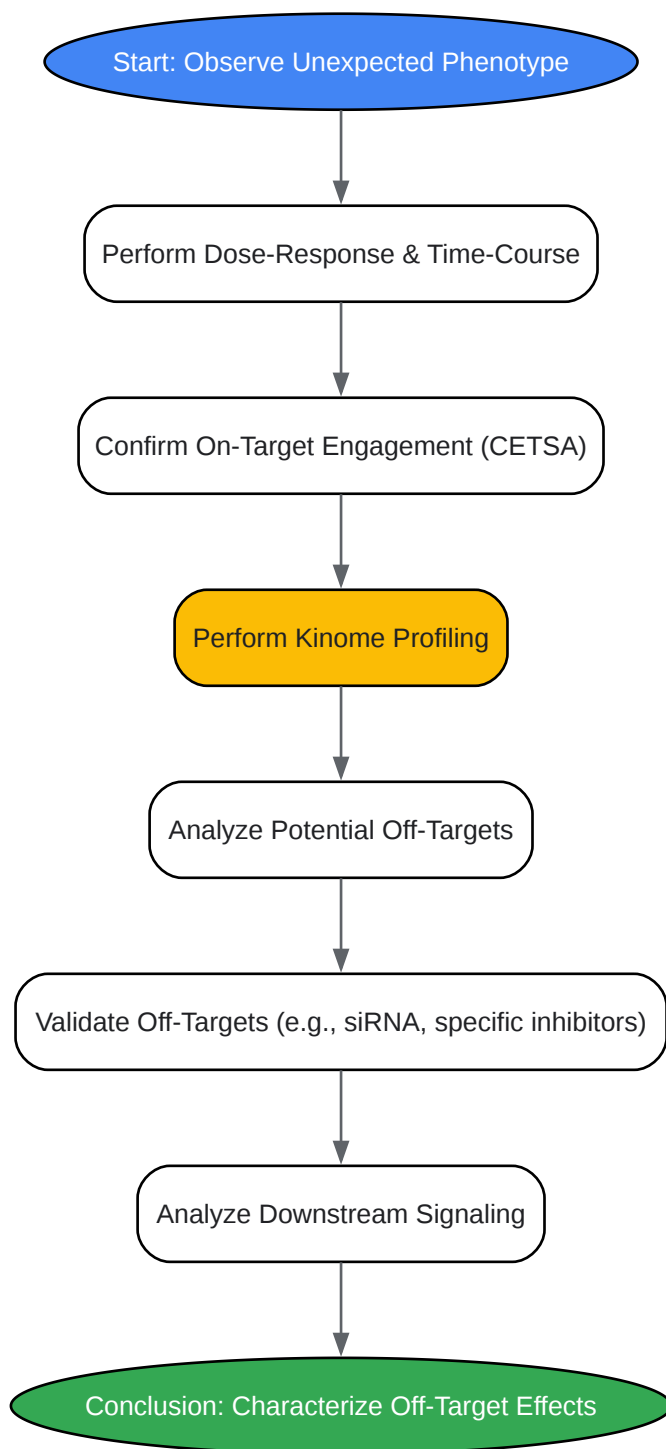 Start: Observe Unexpected Phenotype
Perform Dose-Response & Time-Course
Confirm On-Target Engagement (CETSA)
Perform Kinome Profiling
Analyze Potential Off-Targets
Validate Off-Targets (e.g., siRNA, specific inhibitors)
Analyze Downstream Signaling
Conclusion: Characterize Off-Target Effects